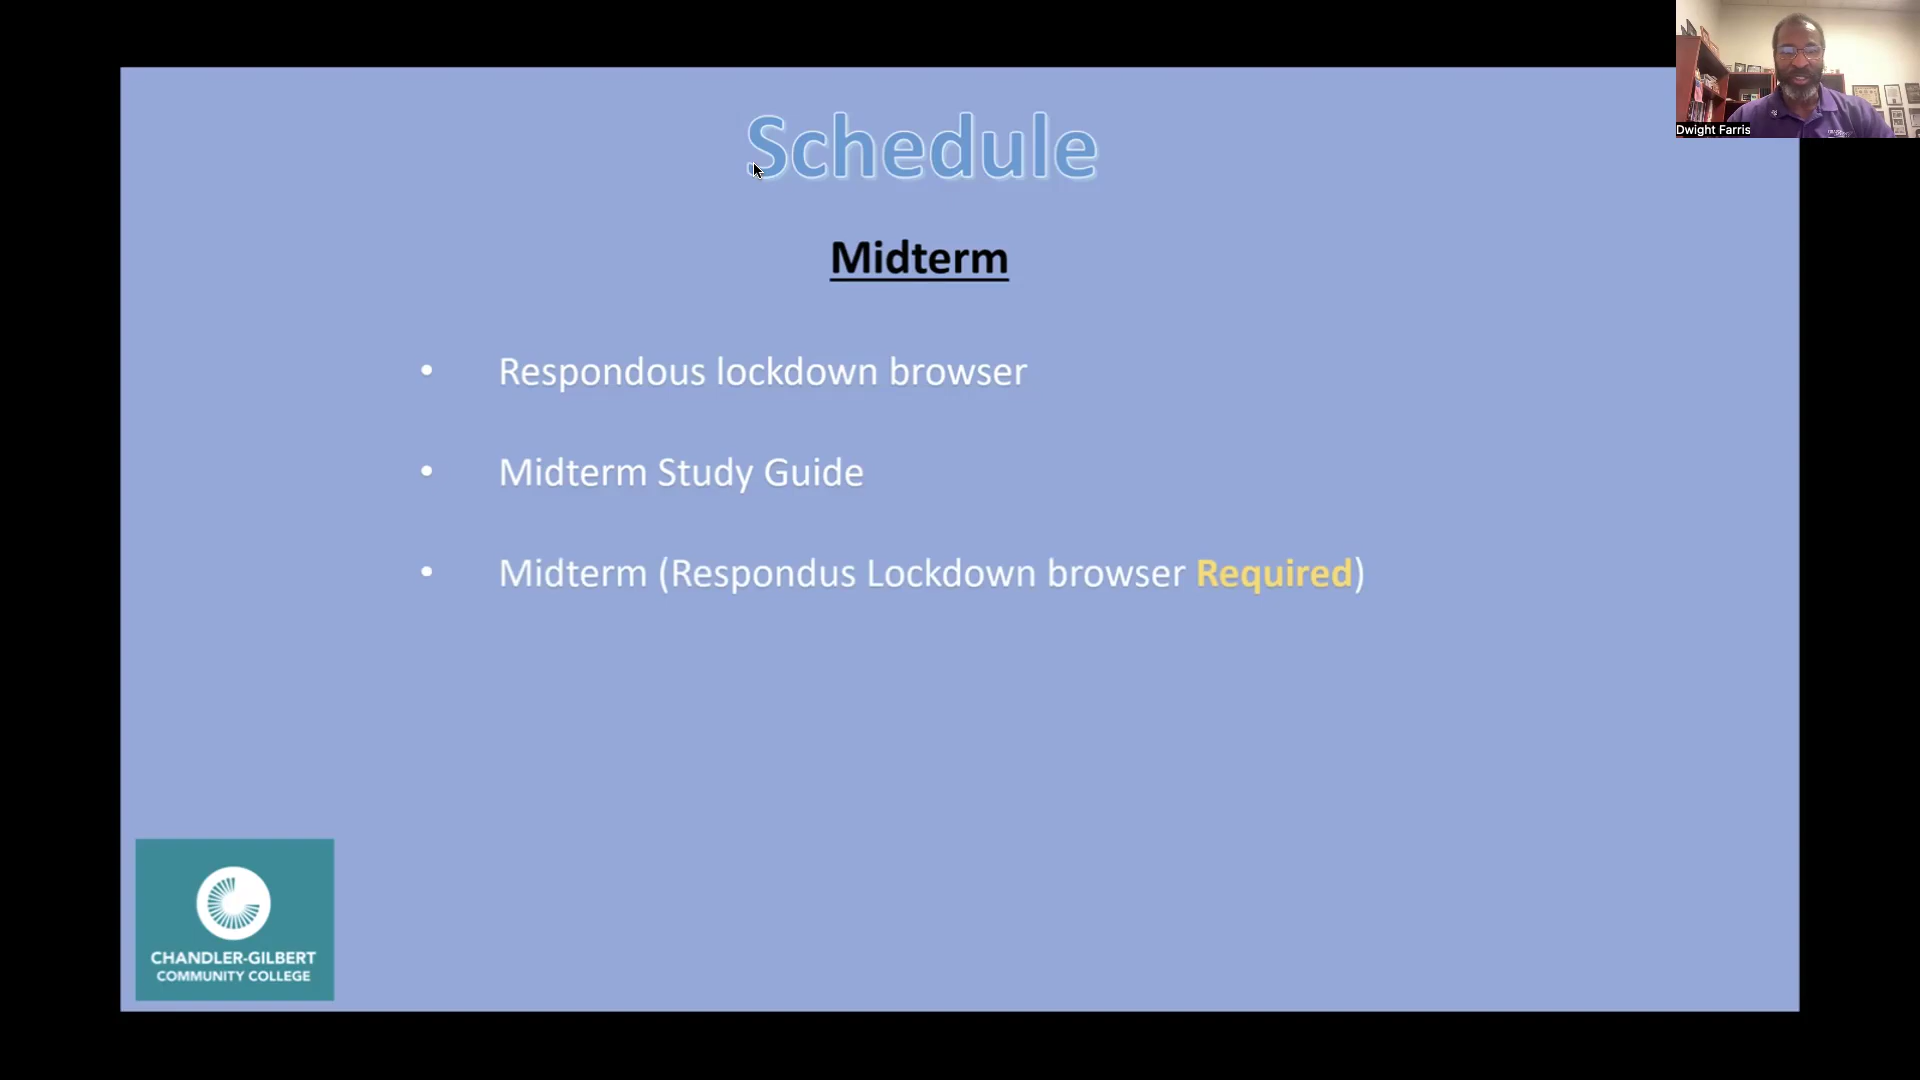 Schedule
Dwight Farris
Midterm
• Respondous lockdown browser
• Midterm Study Guide
• Midterm (Respondus Lockdown browser Required)
CHANDLER-GILBERT
COMMUNITY COLLEGE